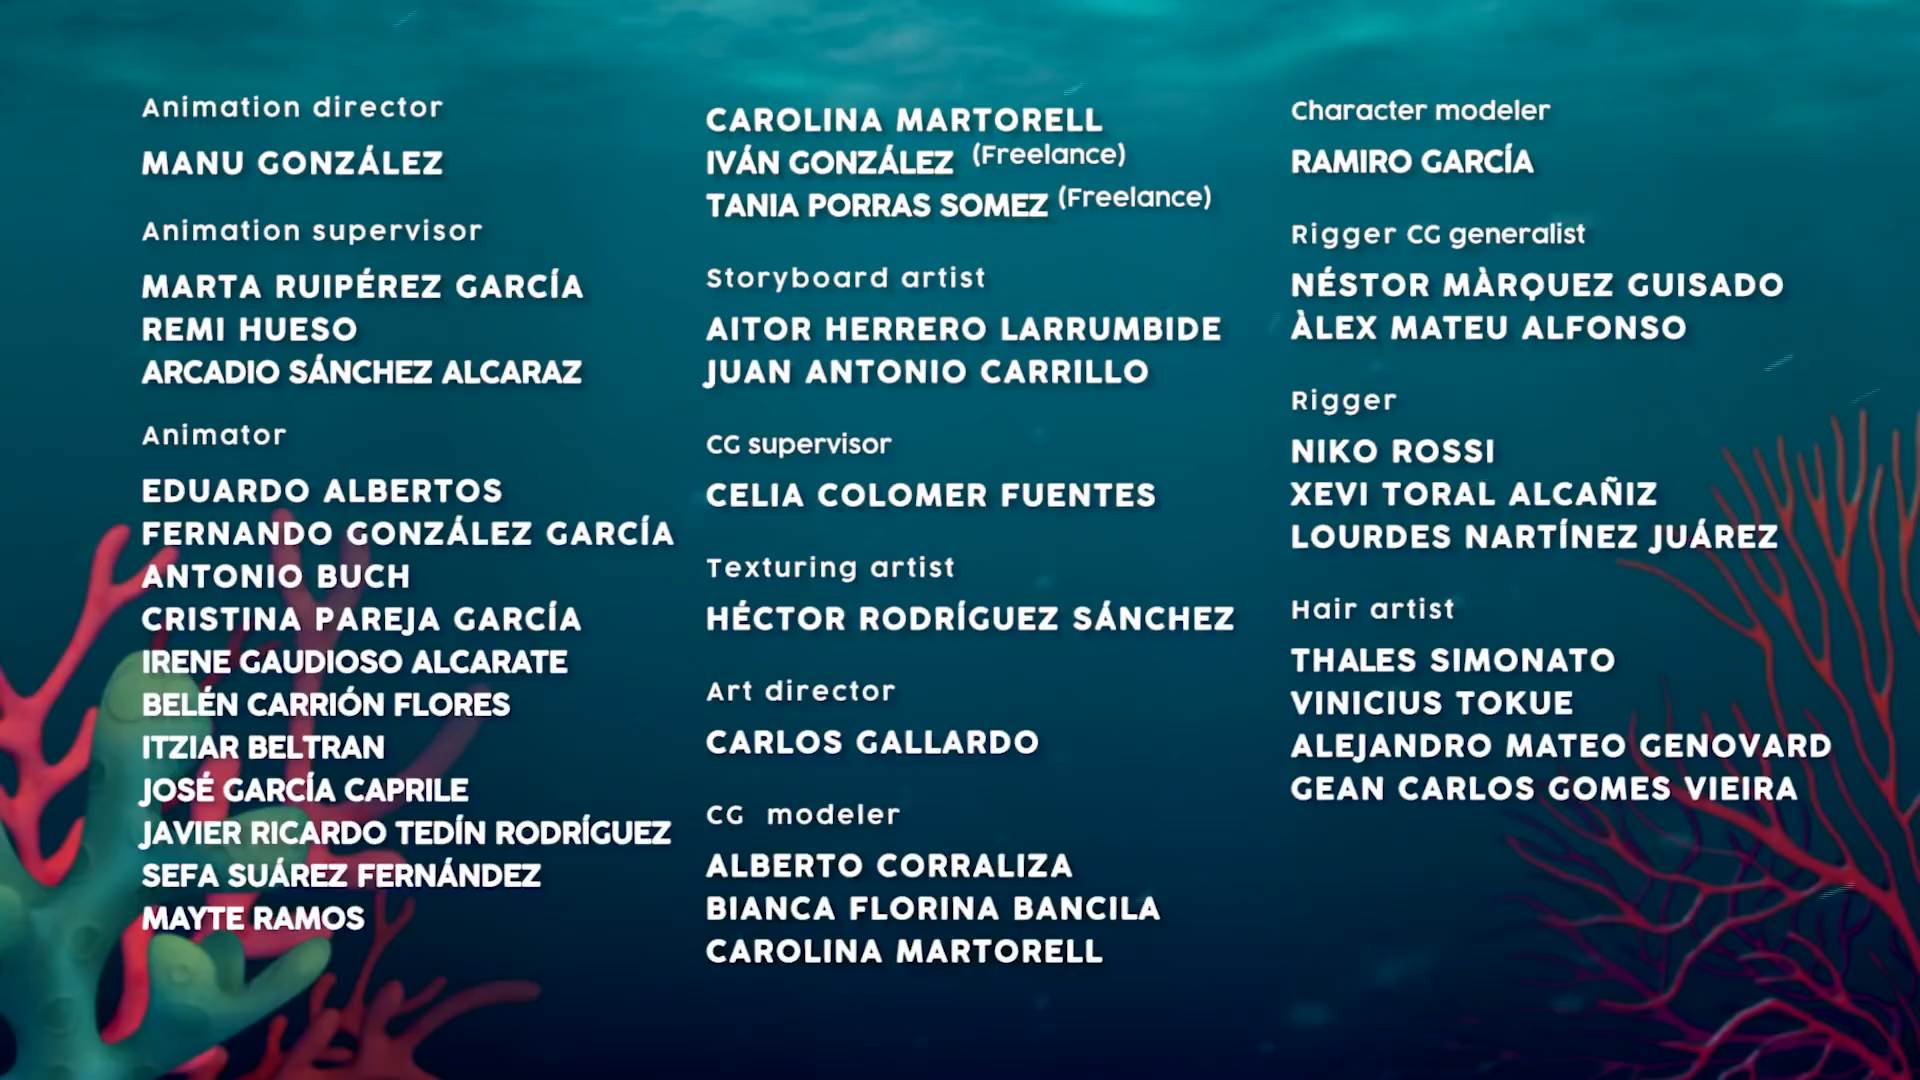 Animation director
MANU GONZÁLEZ
Animation supervisor
MARTA RUIPÉREZ GARCÍA
REMI HUESO
ARCADIO SÁNCHEZ ALCARAZ
Animator
EDUARDO ALBERTOS
FERNANDO GONZÁLEZ GARCÍA
ANTONIO BUCH
CRISTINA PAREJA GARCÍA
IRENE GAUDIOSO ALCARATE
BELÉN CARRIÓN FLORES
ITZIAR BELTRAN
JOSÉ GARCÍA CAPRILE
JAVIER RICARDO TEDÍN RODRÍGUEZ
SEFA SUÁREZ FERNÁNDEZ
MAYTE RAMOS
CAROLINA MARTORELL
IVÁN GONZÁLEZ (Freelance)
TANIA PORRAS SOMEZ (Freelance)
Storyboard artist
AITOR HERRERO LARRUMBIDE
JUAN ANTONIO CARRILLO
CG supervisor
CELIA COLOMER FUENTES
Texturing artist
HÉCTOR RODRÍGUEZ SÁNCHEZ
Art director
CARLOS GALLARDO
CG modeler
ALBERTO CORRALIZA
BIANCA FLORINA BANCILA
CAROLINA MARTORELL
Character modeler
RAMIRO GARCÍA
Rigger CG generalist
NÉSTOR MÀRQUEZ GUISADO
ÀLEX MATEU ALFONSO
Rigger
NIKO ROSSI
XEVI TORAL ALCAÑIZ
LOURDES NARTÍNEZ JUÁREZ
Hair artist
THALES SIMONATO
VINICIUS TOKUE
ALEJANDRO MATEO GENOVARD
GEAN CARLOS GOMES VIEIRA